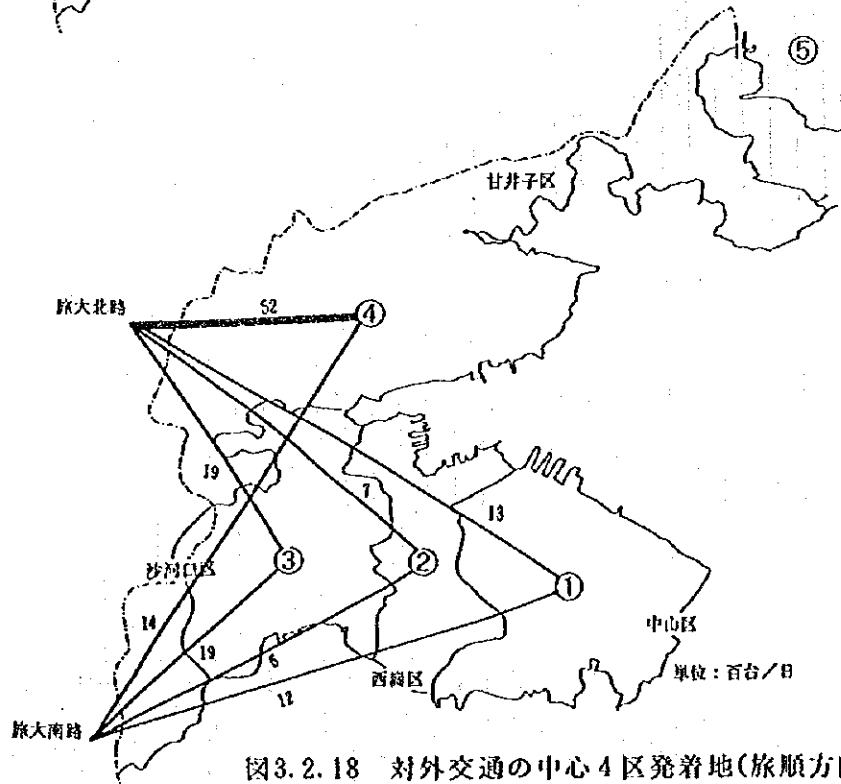 ⑤
甘井子区
旅大北路
52
④
19
7
13
沙河口区
③
②
①
14
19
6
12
西崗区
中山区
単位：百台／日
旅大南路
図3.2.18 対外交通の中心4区発着地(旅順方